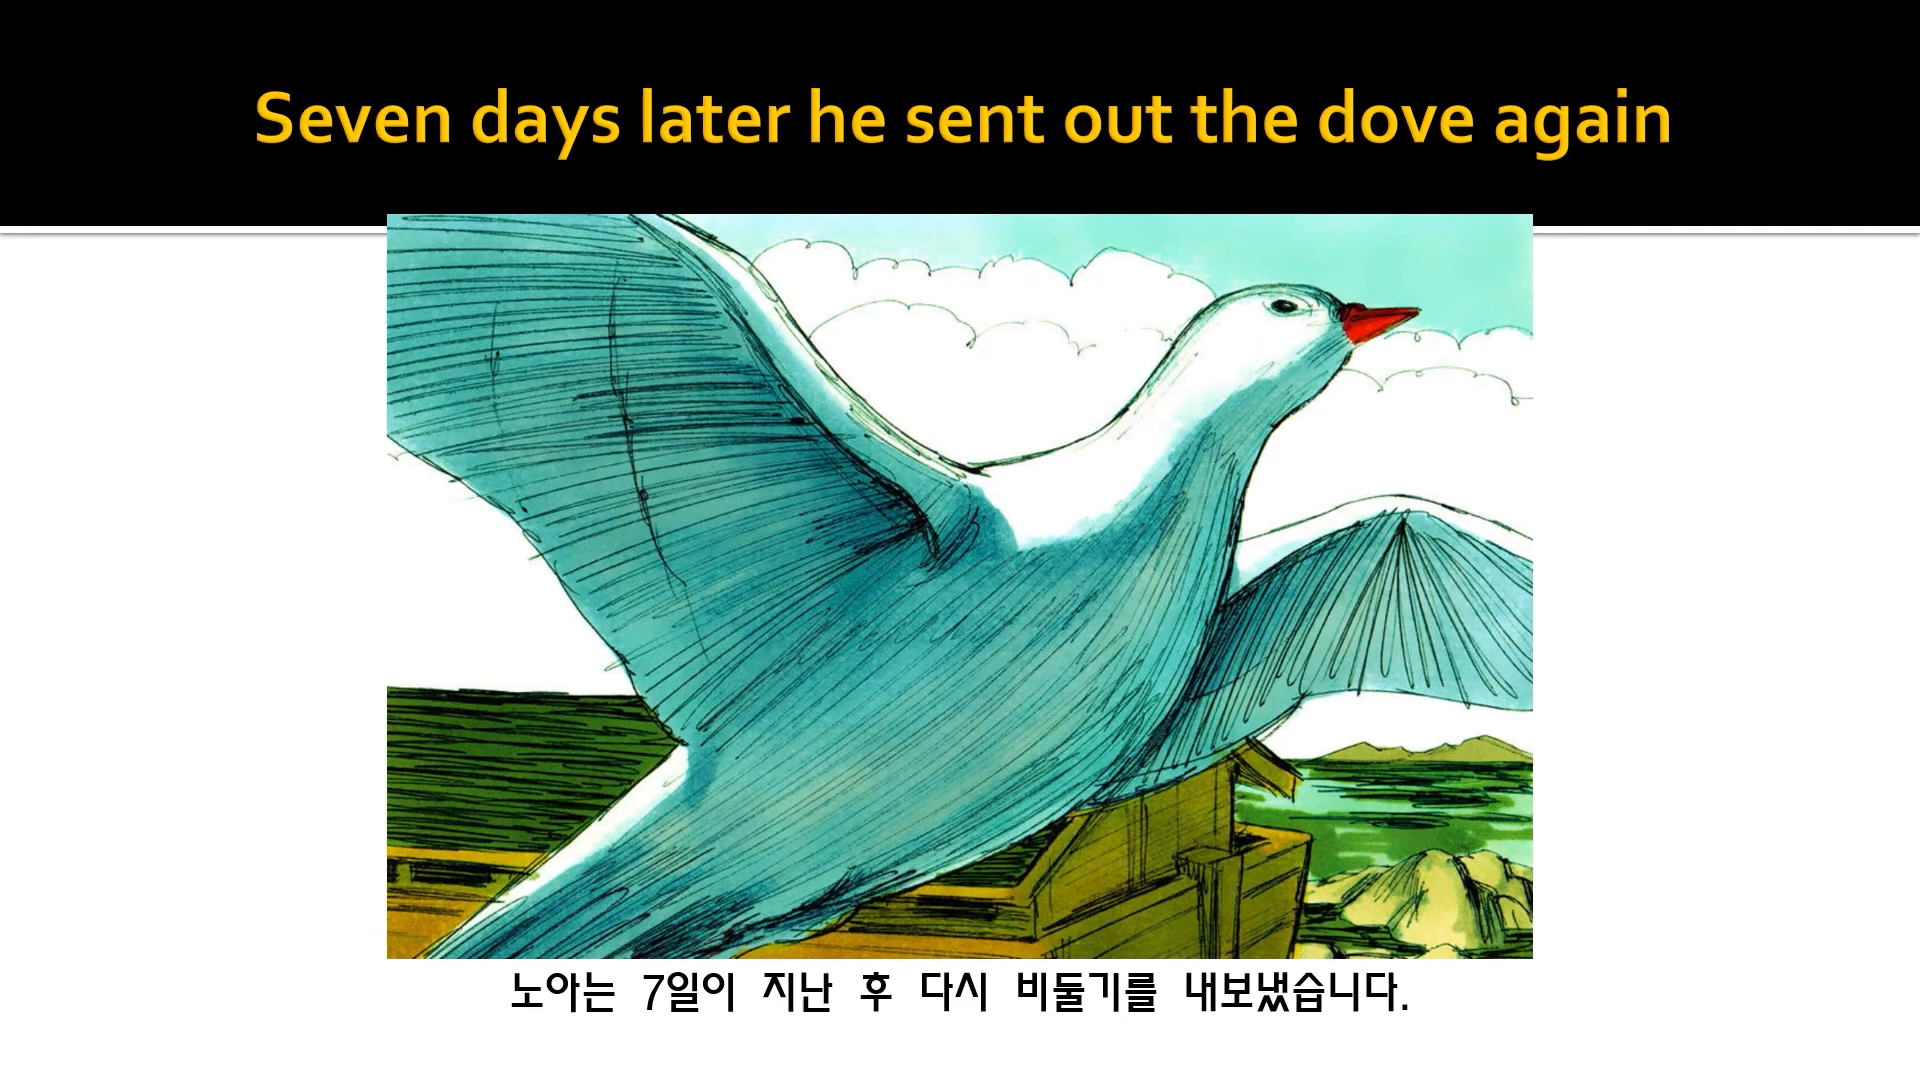 Seven days later he sent out the dove again
노아는 7일이 지난 후 다시 비둘기를 내보냈습니다.